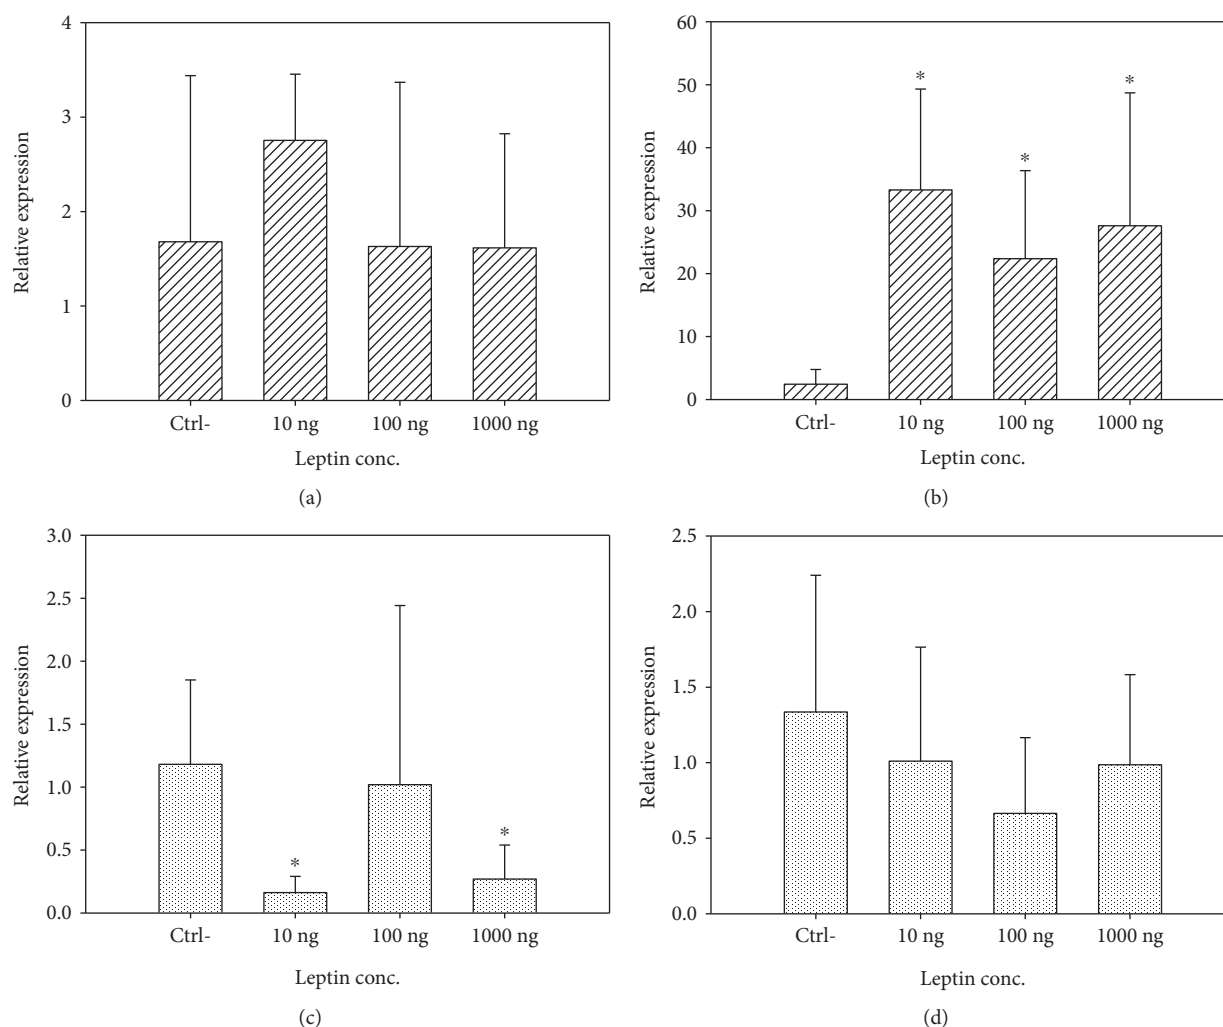 4
3
2
1
0
Relative expression
Ctrl-
10 ng
100 ng
1000 ng
Leptin conc.
(a)
60
50
40
30
20
10
0
Relative expression
*
*
*
Ctrl-
10 ng
100 ng
1000 ng
Leptin conc.
(b)
3.0
2.5
2.0
1.5
1.0
0.5
0.0
Relative expression
*
*
Ctrl-
10 ng
100 ng
1000 ng
Leptin conc.
(c)
2.5
2.0
1.5
1.0
0.5
0.0
Relative expression
Ctrl-
10 ng
100 ng
1000 ng
Leptin conc.
(d)